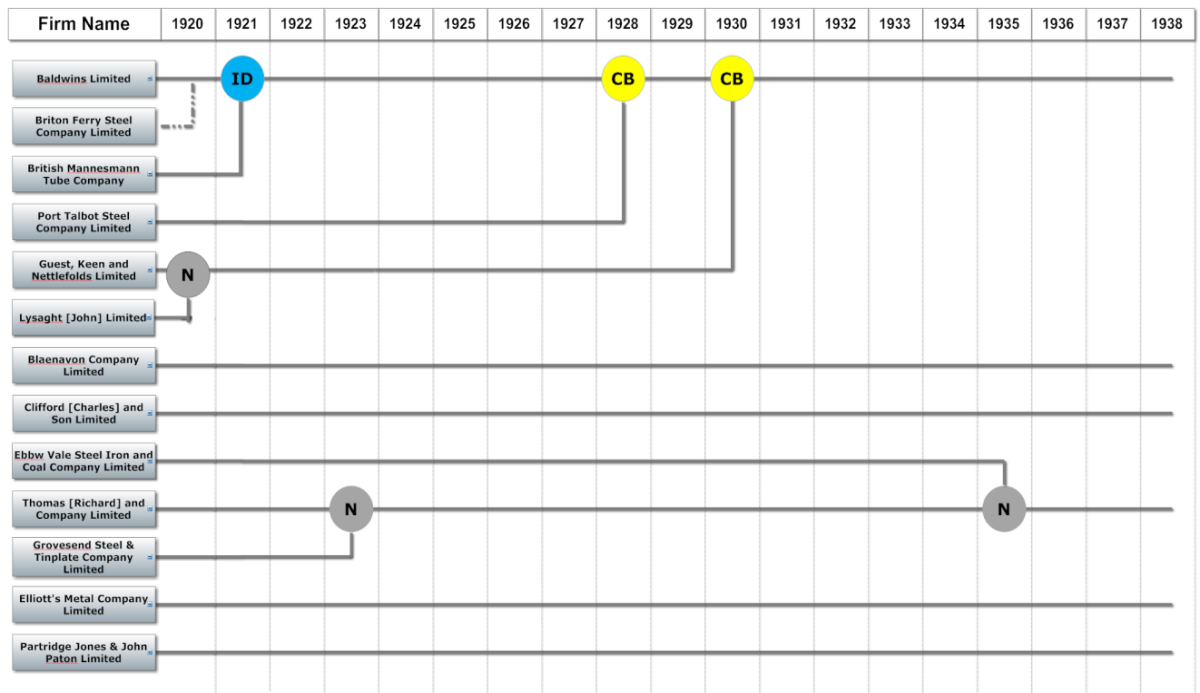 Firm Name 1920 1921 1922 1923 1924 1925 1926 1927 1928 1929 1930 1931 1932 1933 1934 1935 1936 1937 1938
Baldwins Limited
ID CB CB
Briton Ferry Steel
Company Limited
British Mannesmann
Tube Company
Port Talbot Steel
Company Limited
Guest, Keen and
Nettlefolds Limited
N
Lysaght [John] Limited
Blaenavon Company
Limited
Clifford [Charles] and
Son Limited
Ebbw Vale Steel Iron and
Coal Company Limited
Thomas [Richard] and
Company Limited
N N
Grovesend Steel &
Tinplate Company
Limited
Elliott's Metal Company
Limited
Partridge Jones & John
Paton Limited